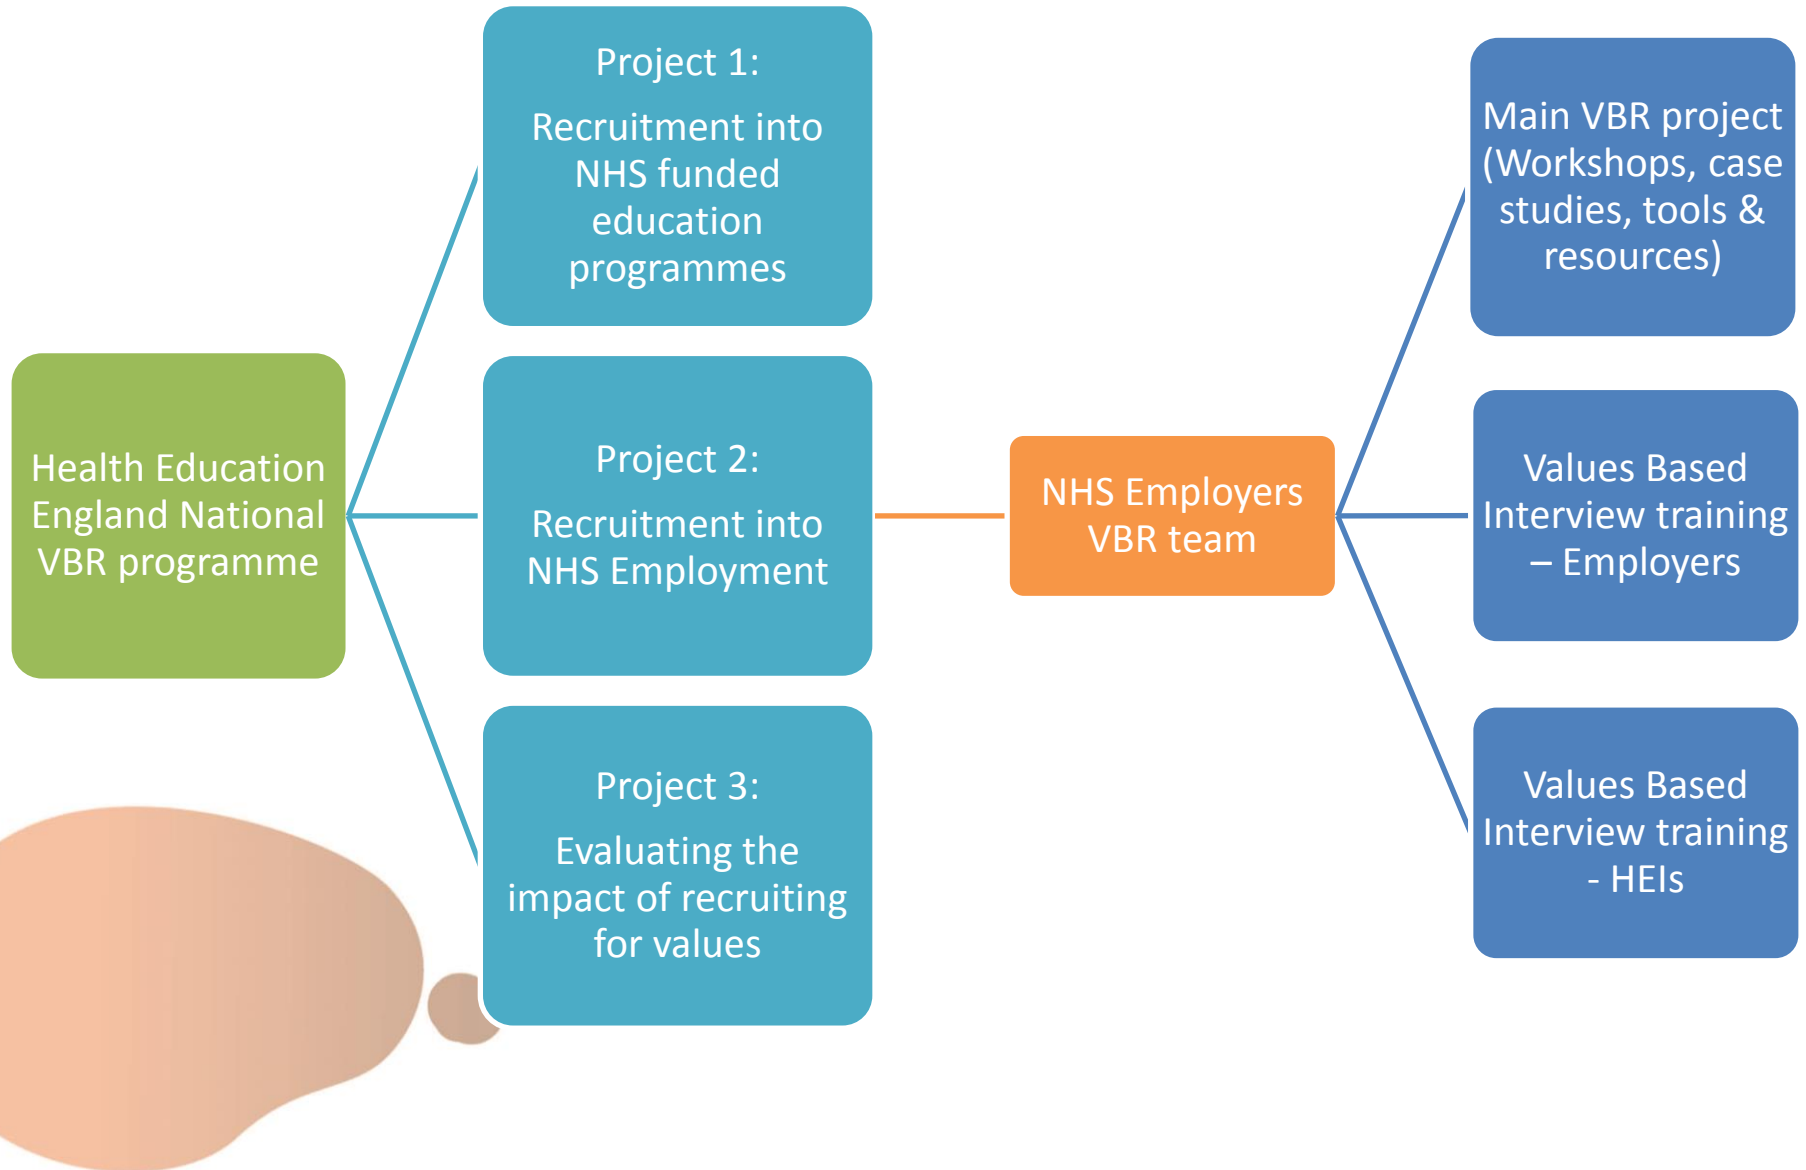 Health Education
England National
VBR programme
Project 1:
Recruitment into
NHS funded
education
programmes
Project 2:
Recruitment into
NHS Employment
Project 3:
Evaluating the
impact of recruiting
for values
NHS Employers
VBR team
Main VBR project
(Workshops, case
studies, tools &
resources)
Values Based
Interview training
– Employers
Values Based
Interview training
- HEIs